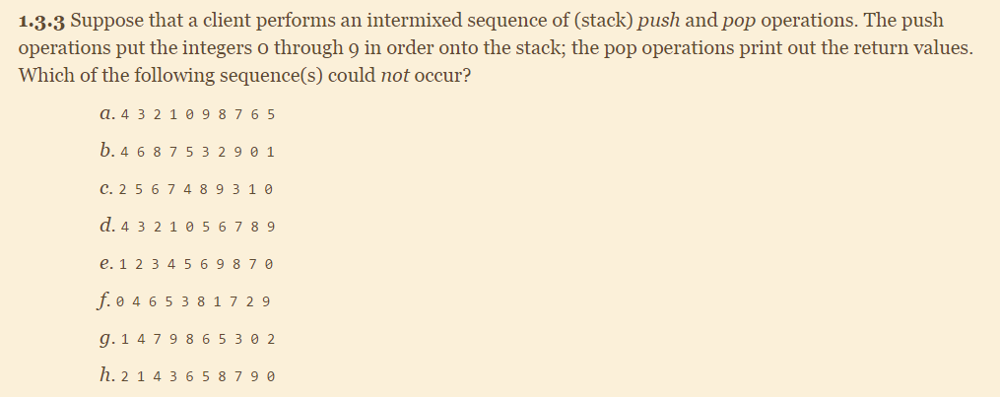 1.3.3 Suppose that a client performs an intermixed sequence of (stack) push and pop operations. The push
operations put the integers 0 through 9 in order onto the stack; the pop operations print out the return values.
Which of the following sequence(s) could not occur?
a. 4 3 2 1 0 9 8 7 6 5
b. 4 6 8 7 5 3 2 9 0 1
c. 2 5 6 7 4 8 9 3 1 0
d. 4 3 2 1 0 5 6 7 8 9
e. 1 2 3 4 5 6 9 8 7 0
f. 0 4 6 5 3 8 1 7 2 9
g. 1 4 7 9 8 6 5 3 0 2
h. 2 1 4 3 6 5 8 7 9 0